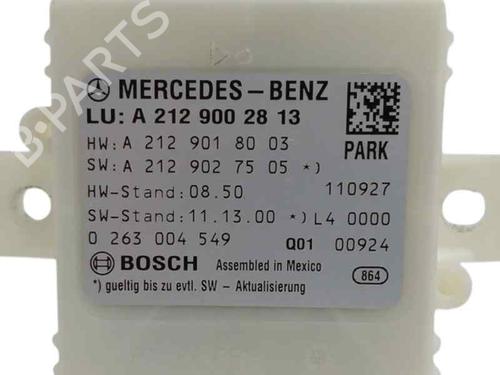 MERCEDES-BENZ
LU: A 212 900 28 13
HW: A 212 901 80 03 PARK
SW: A 212 902 75 05 *)
HW-Stand: 08.50 110927
SW-Stand: 11.13.00 *) L4 0000
0 263 004 549 Q01 00924
BOSCH Assembled in Mexico 864
*) gueltig bis zu evtl. SW - Aktualisierung